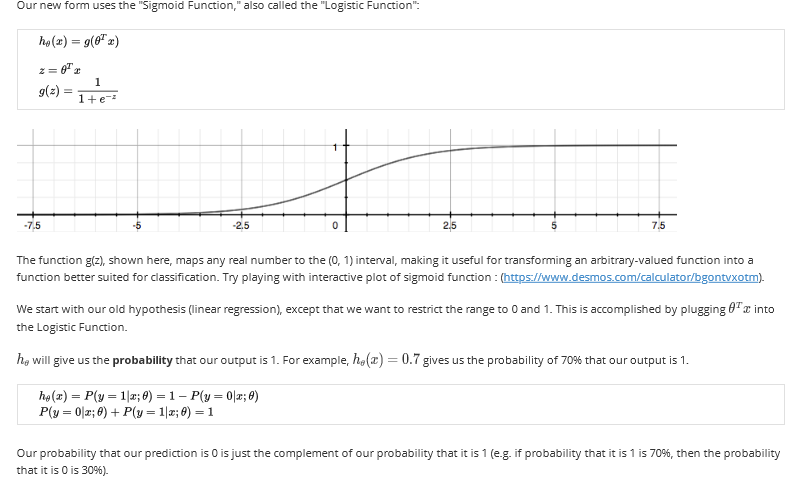 Our new form uses the "Sigmoid Function," also called the "Logistic Function":
hθ(x) = g(θᵀx)
z = θᵀx
g(z) = 1 / (1 + e⁻ᶻ)
1
-7,5 -5 -2,5 0 2,5 5 7,5
The function g(z), shown here, maps any real number to the (0, 1) interval, making it useful for transforming an arbitrary-valued function into a
function better suited for classification. Try playing with interactive plot of sigmoid function : (https://www.desmos.com/calculator/bgontvxotm).
We start with our old hypothesis (linear regression), except that we want to restrict the range to 0 and 1. This is accomplished by plugging θᵀx into
the Logistic Function.
hθ will give us the probability that our output is 1. For example, hθ(x) = 0.7 gives us the probability of 70% that our output is 1.
hθ(x) = P(y = 1|x; θ) = 1 − P(y = 0|x; θ)
P(y = 0|x; θ) + P(y = 1|x; θ) = 1
Our probability that our prediction is 0 is just the complement of our probability that it is 1 (e.g. if probability that it is 1 is 70%, then the probability
that it is 0 is 30%).